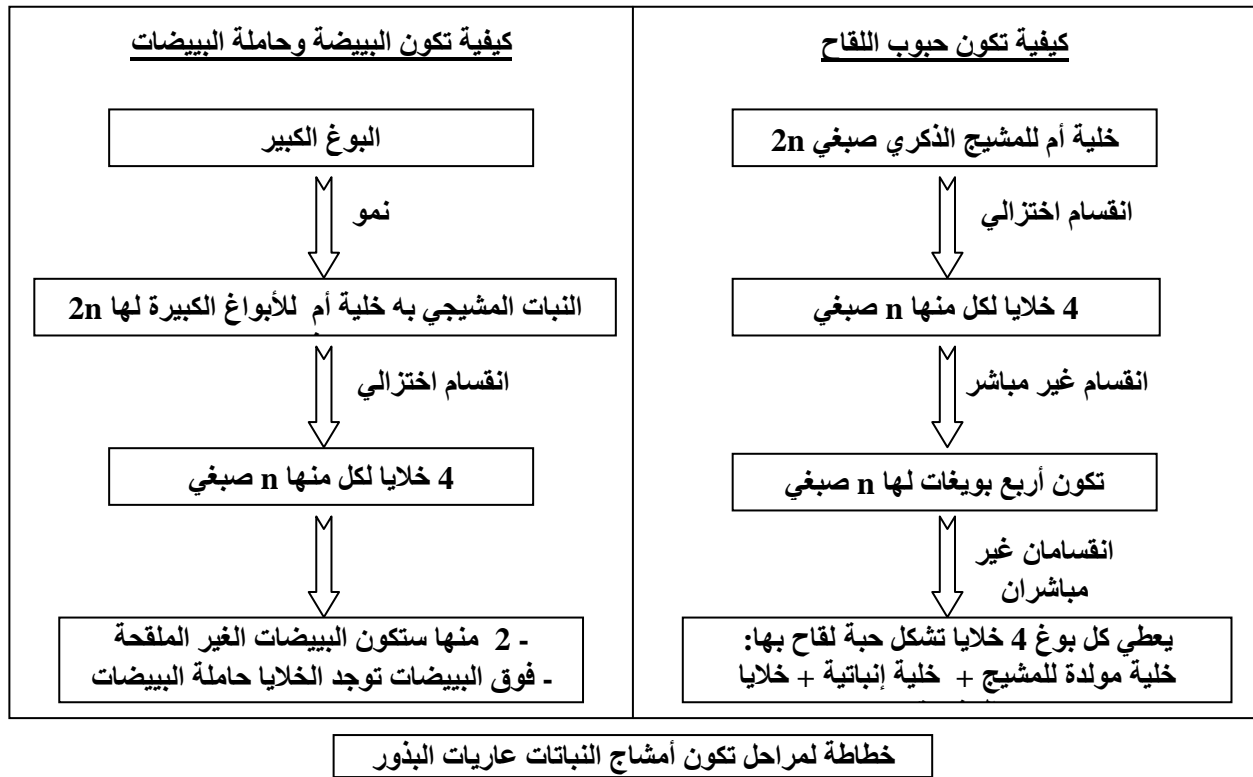 كيفية تكون حبوب اللقاح
خلية أم للمشيج الذكري صبغي 2n
انقسام اختزالي
4 خلايا لكل منها n صبغي
انقسام غير مباشر
تكون أربع بويغات لها n صبغي
انقسامان غير
مباشران
يعطي كل بوغ 4 خلايا تشكل حبة لقاح بها:
خلية مولدة للمشيج + خلية إنباتية + خلايا
كيفية تكون البييضة وحاملة البييضات
البوغ الكبير
نمو
النبات المشيجي به خلية أم للأبواغ الكبيرة لها 2n
انقسام اختزالي
4 خلايا لكل منها n صبغي
- 2 منها ستكون البييضات الغير الملقحة
- فوق البييضات توجد الخلايا حاملة البييضات
خطاطة لمراحل تكون أمشاج النباتات عاريات البذور